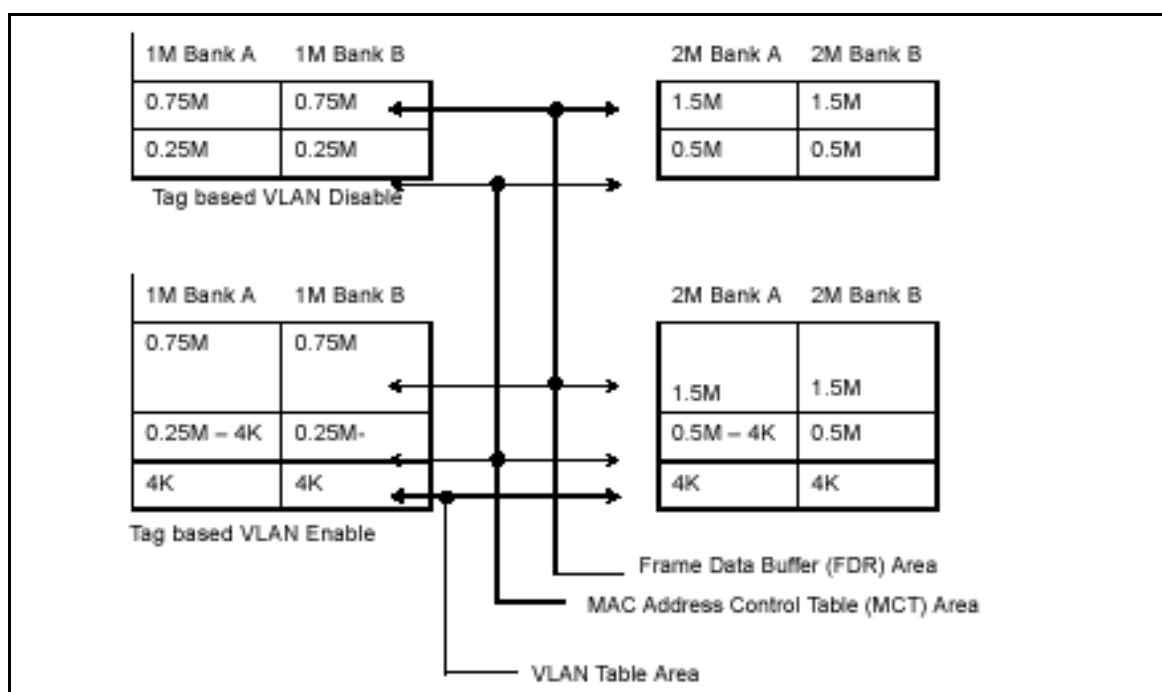 1M Bank A 1M Bank B 2M Bank A 2M Bank B
0.75M 0.75M 1.5M 1.5M
0.25M 0.25M 0.5M 0.5M
Tag based VLAN Disable
1M Bank A 1M Bank B 2M Bank A 2M Bank B
0.75M 0.75M
1.5M 1.5M
0.25M – 4K 0.25M- 0.5M – 4K 0.5M
4K 4K 4K 4K
Tag based VLAN Enable
Frame Data Buffer (FDR) Area
MAC Address Control Table (MCT) Area
VLAN Table Area